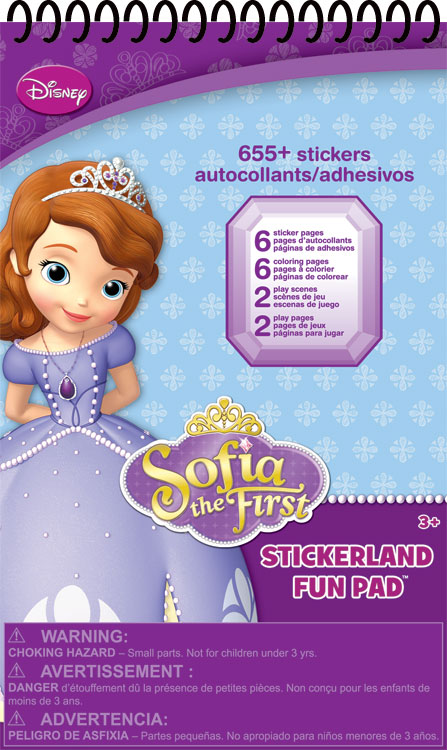 Disney
655+ stickers
autocollants/adhesivos
6 sticker pages
pages d'autocollants
páginas de adhesivos
6 coloring pages
pages à colorier
páginas de colorear
2 play scenes
scènes de jeu
escenas de juego
2 play pages
pages de jeux
páginas para jugar
Sofia
the First
3+
STICKERLAND
FUN PAD™
⚠ WARNING:
CHOKING HAZARD – Small parts. Not for children under 3 yrs.
⚠ AVERTISSEMENT :
DANGER d'étouffement dû la présence de petites pièces. Non conçu pour les enfants de
moins de 3 ans.
⚠ ADVERTENCIA:
PELIGRO DE ASFIXIA – Partes pequeñas. No apropiado para niños menores de 3 años.